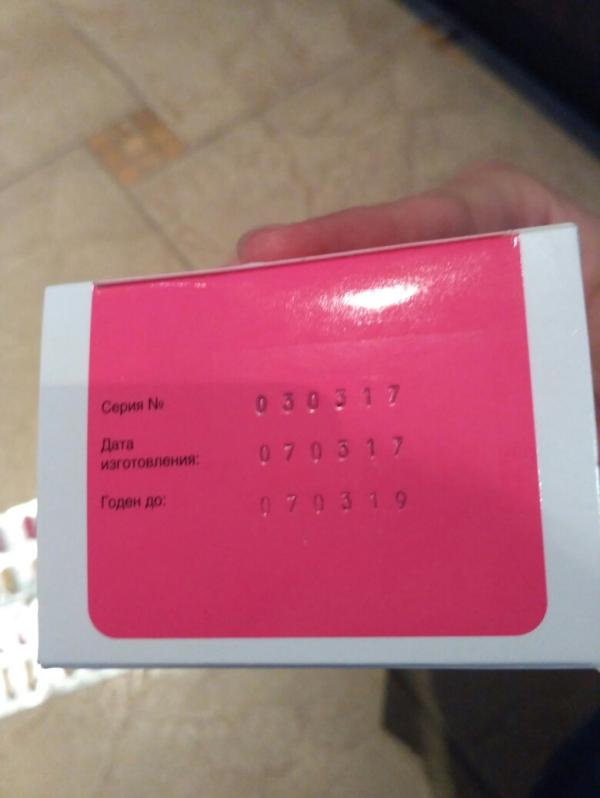 Серия № 030317
Дата
изготовления: 070317
Годен до: 070319